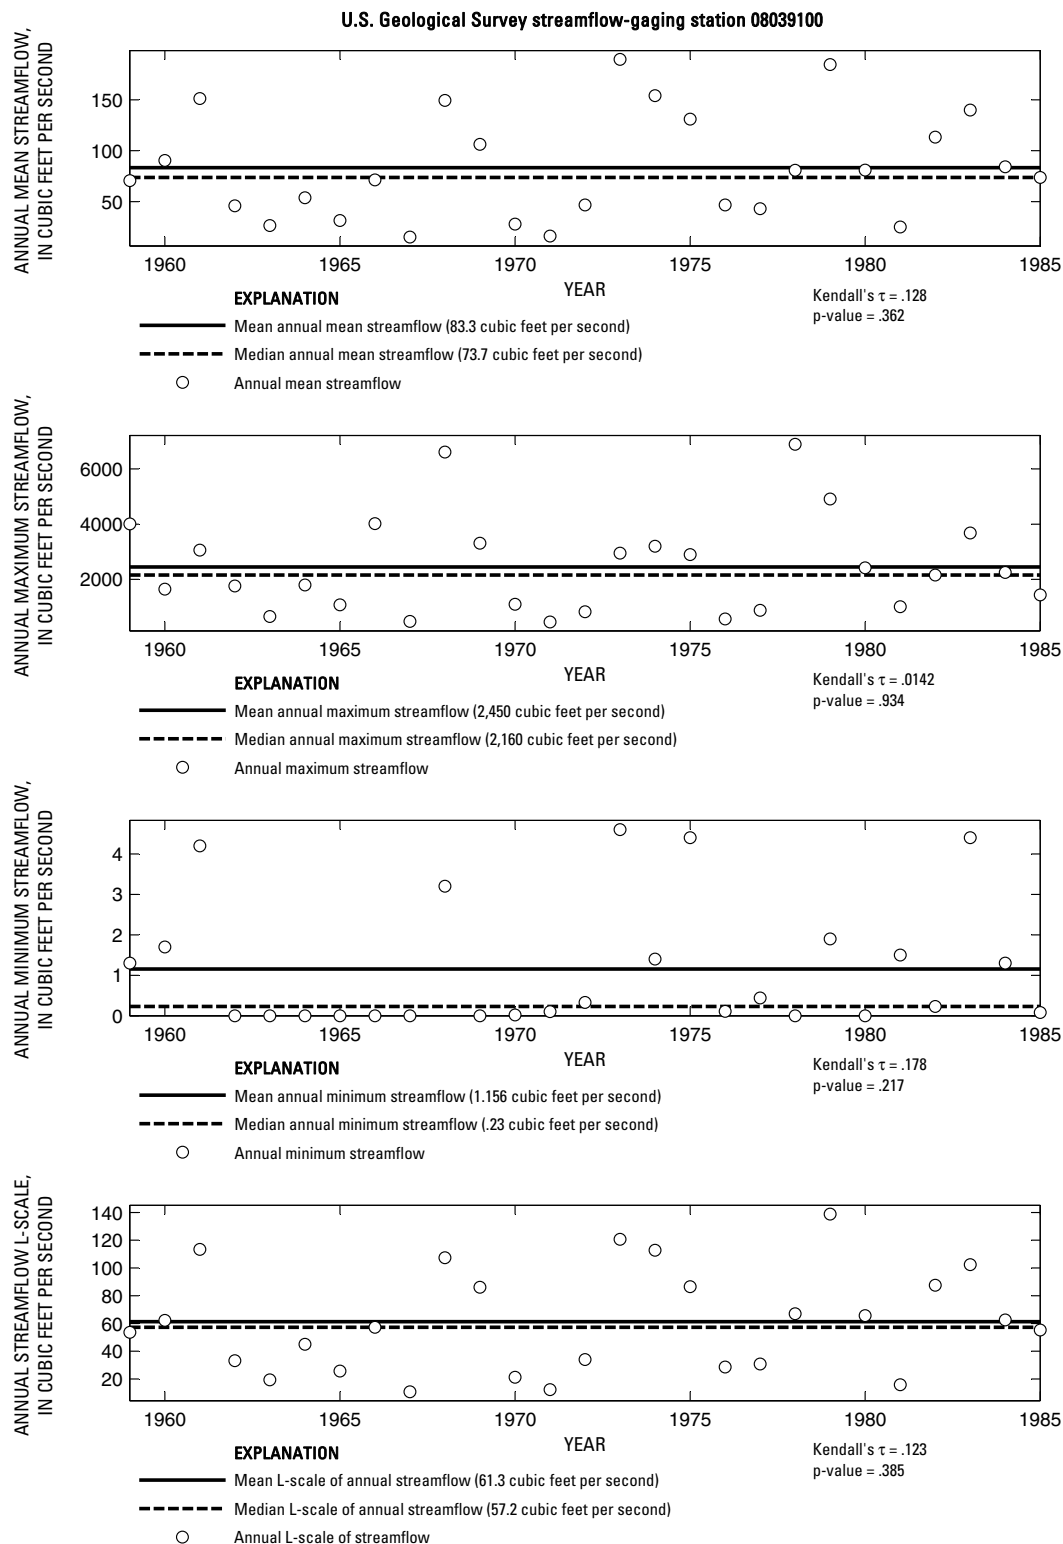 U.S. Geological Survey streamflow-gaging station 08039100
ANNUAL MEAN STREAMFLOW,
IN CUBIC FEET PER SECOND
150
100
50
1960 1965 1970 1975 1980 1985
YEAR
Kendall's τ = .128
p-value = .362
EXPLANATION
Mean annual mean streamflow (83.3 cubic feet per second)
Median annual mean streamflow (73.7 cubic feet per second)
Annual mean streamflow
ANNUAL MAXIMUM STREAMFLOW,
IN CUBIC FEET PER SECOND
6000
4000
2000
1960 1965 1970 1975 1980 1985
YEAR
Kendall's τ = .0142
p-value = .934
EXPLANATION
Mean annual maximum streamflow (2,450 cubic feet per second)
Median annual maximum streamflow (2,160 cubic feet per second)
Annual maximum streamflow
ANNUAL MINIMUM STREAMFLOW,
IN CUBIC FEET PER SECOND
4
3
2
1
0
1960 1965 1970 1975 1980 1985
YEAR
Kendall's τ = .178
p-value = .217
EXPLANATION
Mean annual minimum streamflow (1.156 cubic feet per second)
Median annual minimum streamflow (.23 cubic feet per second)
Annual minimum streamflow
ANNUAL STREAMFLOW L-SCALE,
IN CUBIC FEET PER SECOND
140
120
100
80
60
40
20
1960 1965 1970 1975 1980 1985
YEAR
Kendall's τ = .123
p-value = .385
EXPLANATION
Mean L-scale of annual streamflow (61.3 cubic feet per second)
Median L-scale of annual streamflow (57.2 cubic feet per second)
Annual L-scale of streamflow